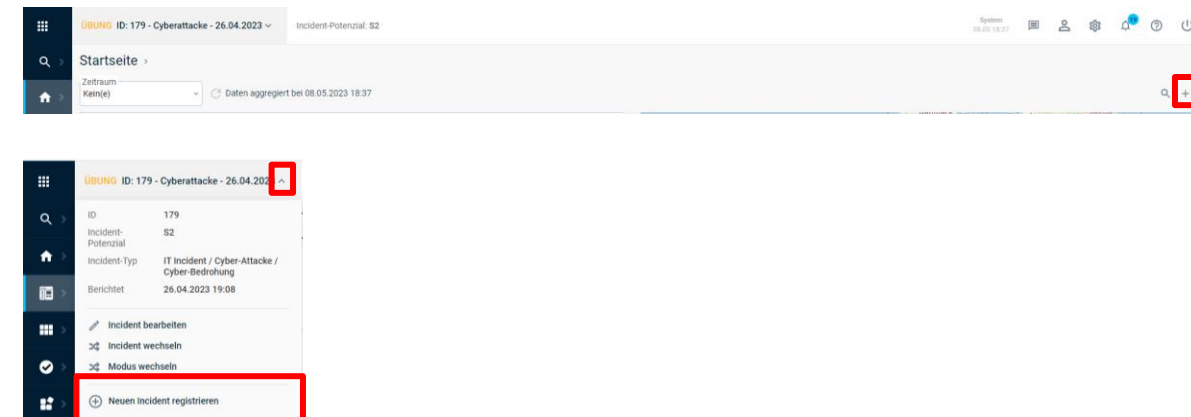 ÜBUNG ID: 179 - Cyberattacke - 26.04.2023
Incident-Potenzial: S2
System
08.05 18:37
19
Startseite
Zeitraum
Kein(e)
Daten aggregiert bei 08.05.2023 18:37
ÜBUNG ID: 179 - Cyberattacke - 26.04.202
ID 179
Incident- S2
Potenzial
Incident-Typ IT Incident / Cyber-Attacke /
Cyber-Bedrohung
Berichtet 26.04.2023 19:08
Incident bearbeiten
Incident wechseln
Modus wechseln
Neuen Incident registrieren